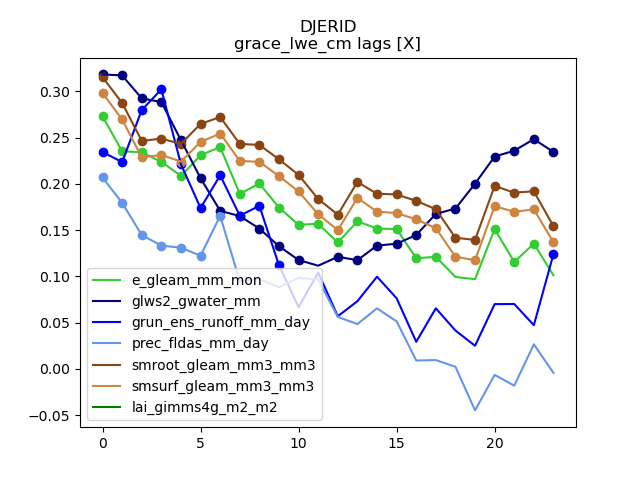 DJERID
grace_lwe_cm lags [X]
0.30
0.25
0.20
0.15
0.10
0.05
0.00
−0.05
e_gleam_mm_mon
glws2_gwater_mm
grun_ens_runoff_mm_day
prec_fldas_mm_day
smroot_gleam_mm3_mm3
smsurf_gleam_mm3_mm3
lai_gimms4g_m2_m2
0 5 10 15 20